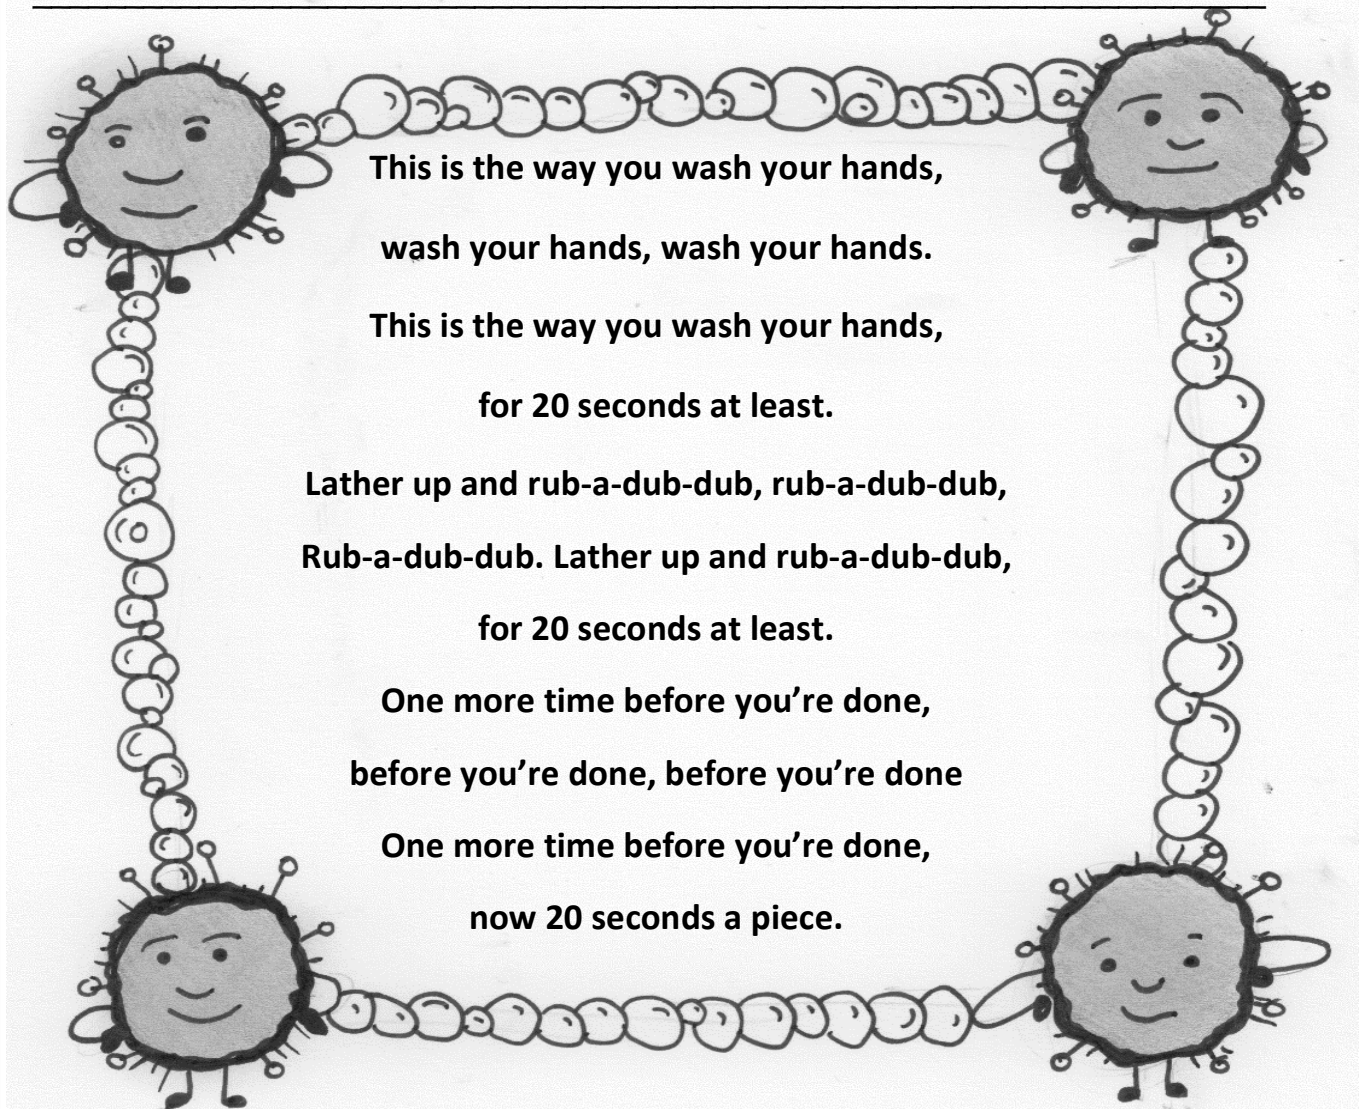 This is the way you wash your hands,
wash your hands, wash your hands.
This is the way you wash your hands,
for 20 seconds at least.
Lather up and rub-a-dub-dub, rub-a-dub-dub,
Rub-a-dub-dub. Lather up and rub-a-dub-dub,
for 20 seconds at least.
One more time before you’re done,
before you’re done, before you’re done
One more time before you’re done,
now 20 seconds a piece.